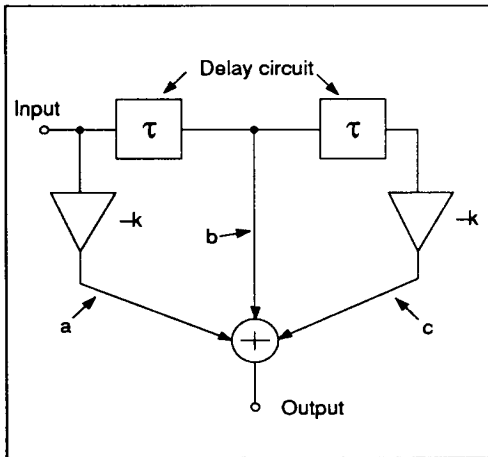 Delay circuit
Input
τ
τ
–k
–k
b
a
c
+
Output